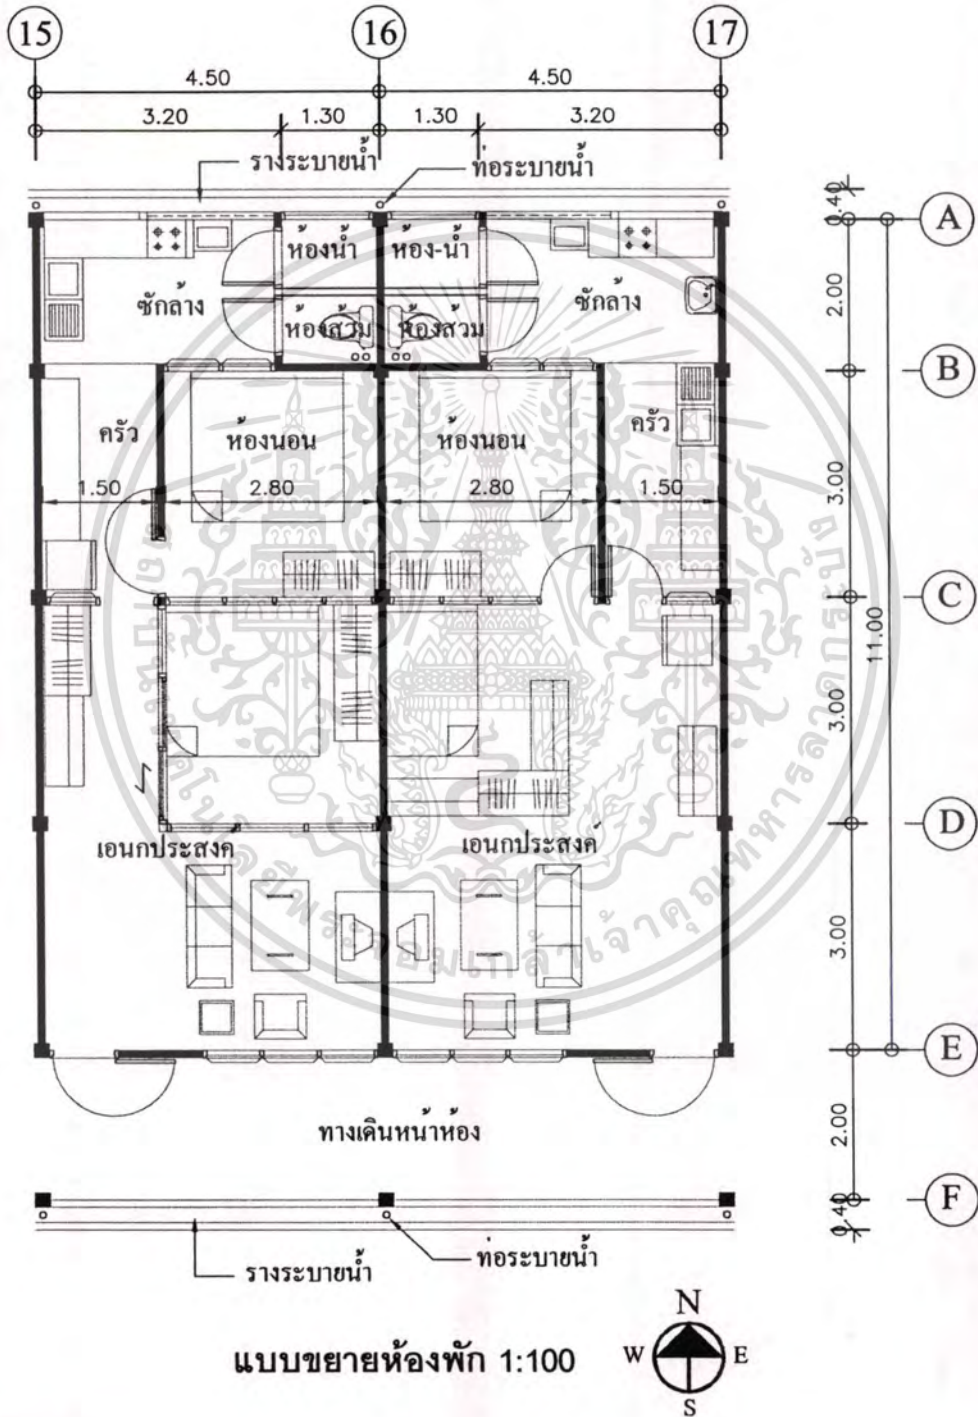 15 16 17
4.50 4.50
3.20 1.30 1.30 3.20
รางระบายน้ำ ท่อระบายน้ำ
0.40 A
ห้องน้ำ ห้อง-น้ำ
ซักล้าง ซักล้าง 2.00
ห้องส้วม ห้องส้วม
B
ครัว ห้องนอน ห้องนอน ครัว
1.50 2.80 2.80 1.50 3.00
C
11.00
3.00
D
เอนกประสงค์ เอนกประสงค์
3.00
E
ทางเดินหน้าห้อง 2.00
F
0.40
รางระบายน้ำ ท่อระบายน้ำ
N
แบบขยายห้องพัก 1:100 W E
S